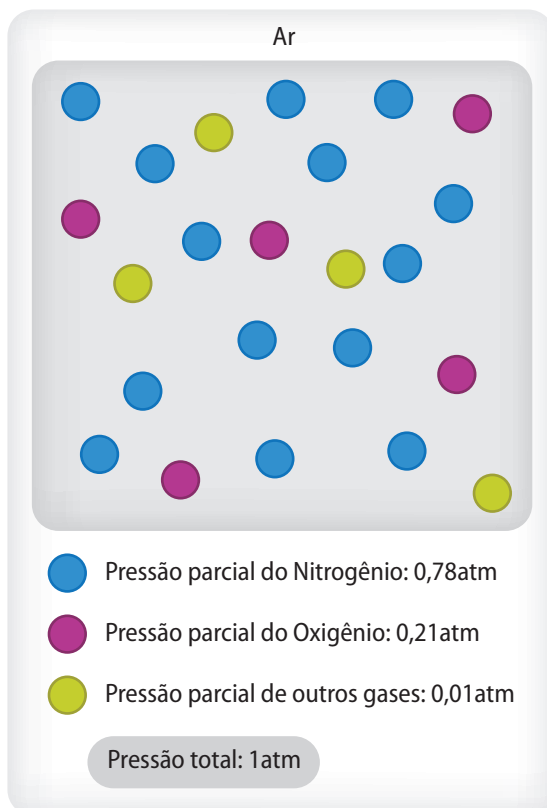 Ar
Pressão parcial do Nitrogênio: 0,78atm
Pressão parcial do Oxigênio: 0,21atm
Pressão parcial de outros gases: 0,01atm
Pressão total: 1atm